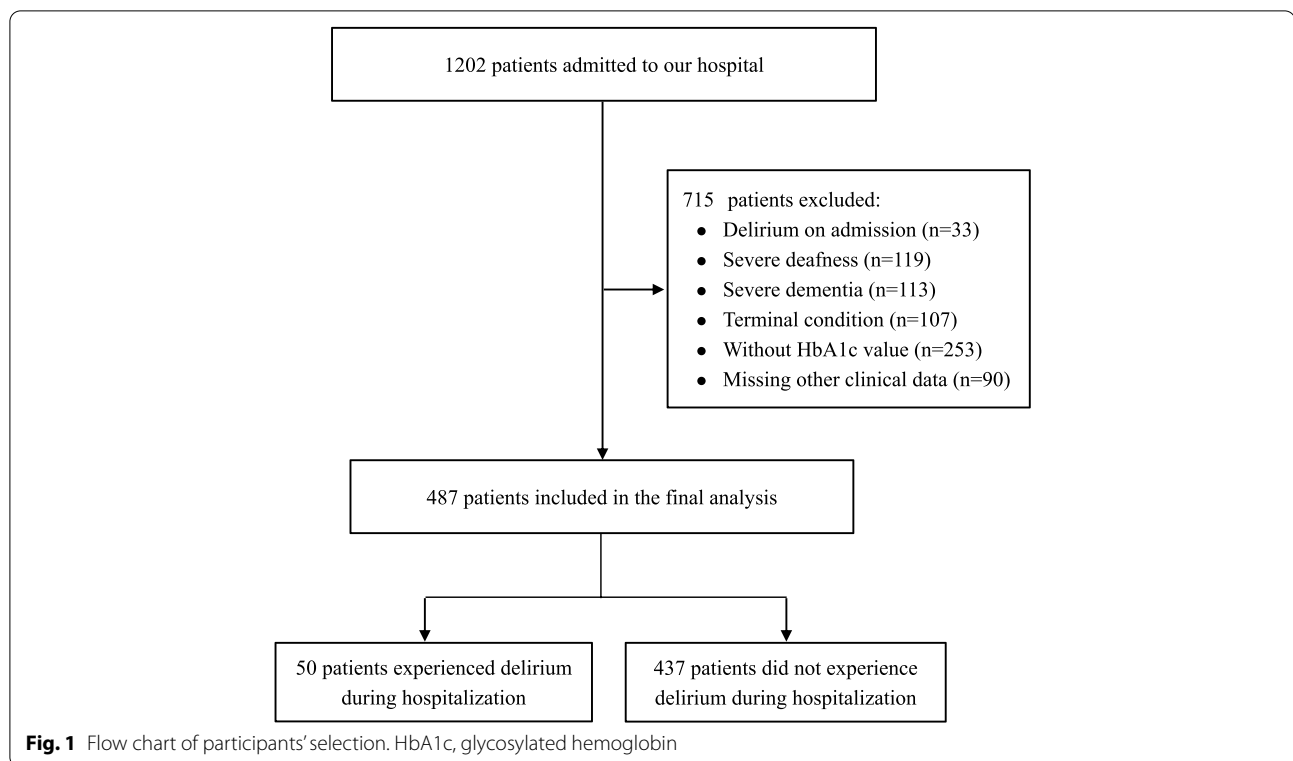 1202 patients admitted to our hospital
715 patients excluded:
● Delirium on admission (n=33)
● Severe deafness (n=119)
● Severe dementia (n=113)
● Terminal condition (n=107)
● Without HbA1c value (n=253)
● Missing other clinical data (n=90)
487 patients included in the final analysis
50 patients experienced delirium
during hospitalization
437 patients did not experience
delirium during hospitalization
Fig. 1 Flow chart of participants' selection. HbA1c, glycosylated hemoglobin